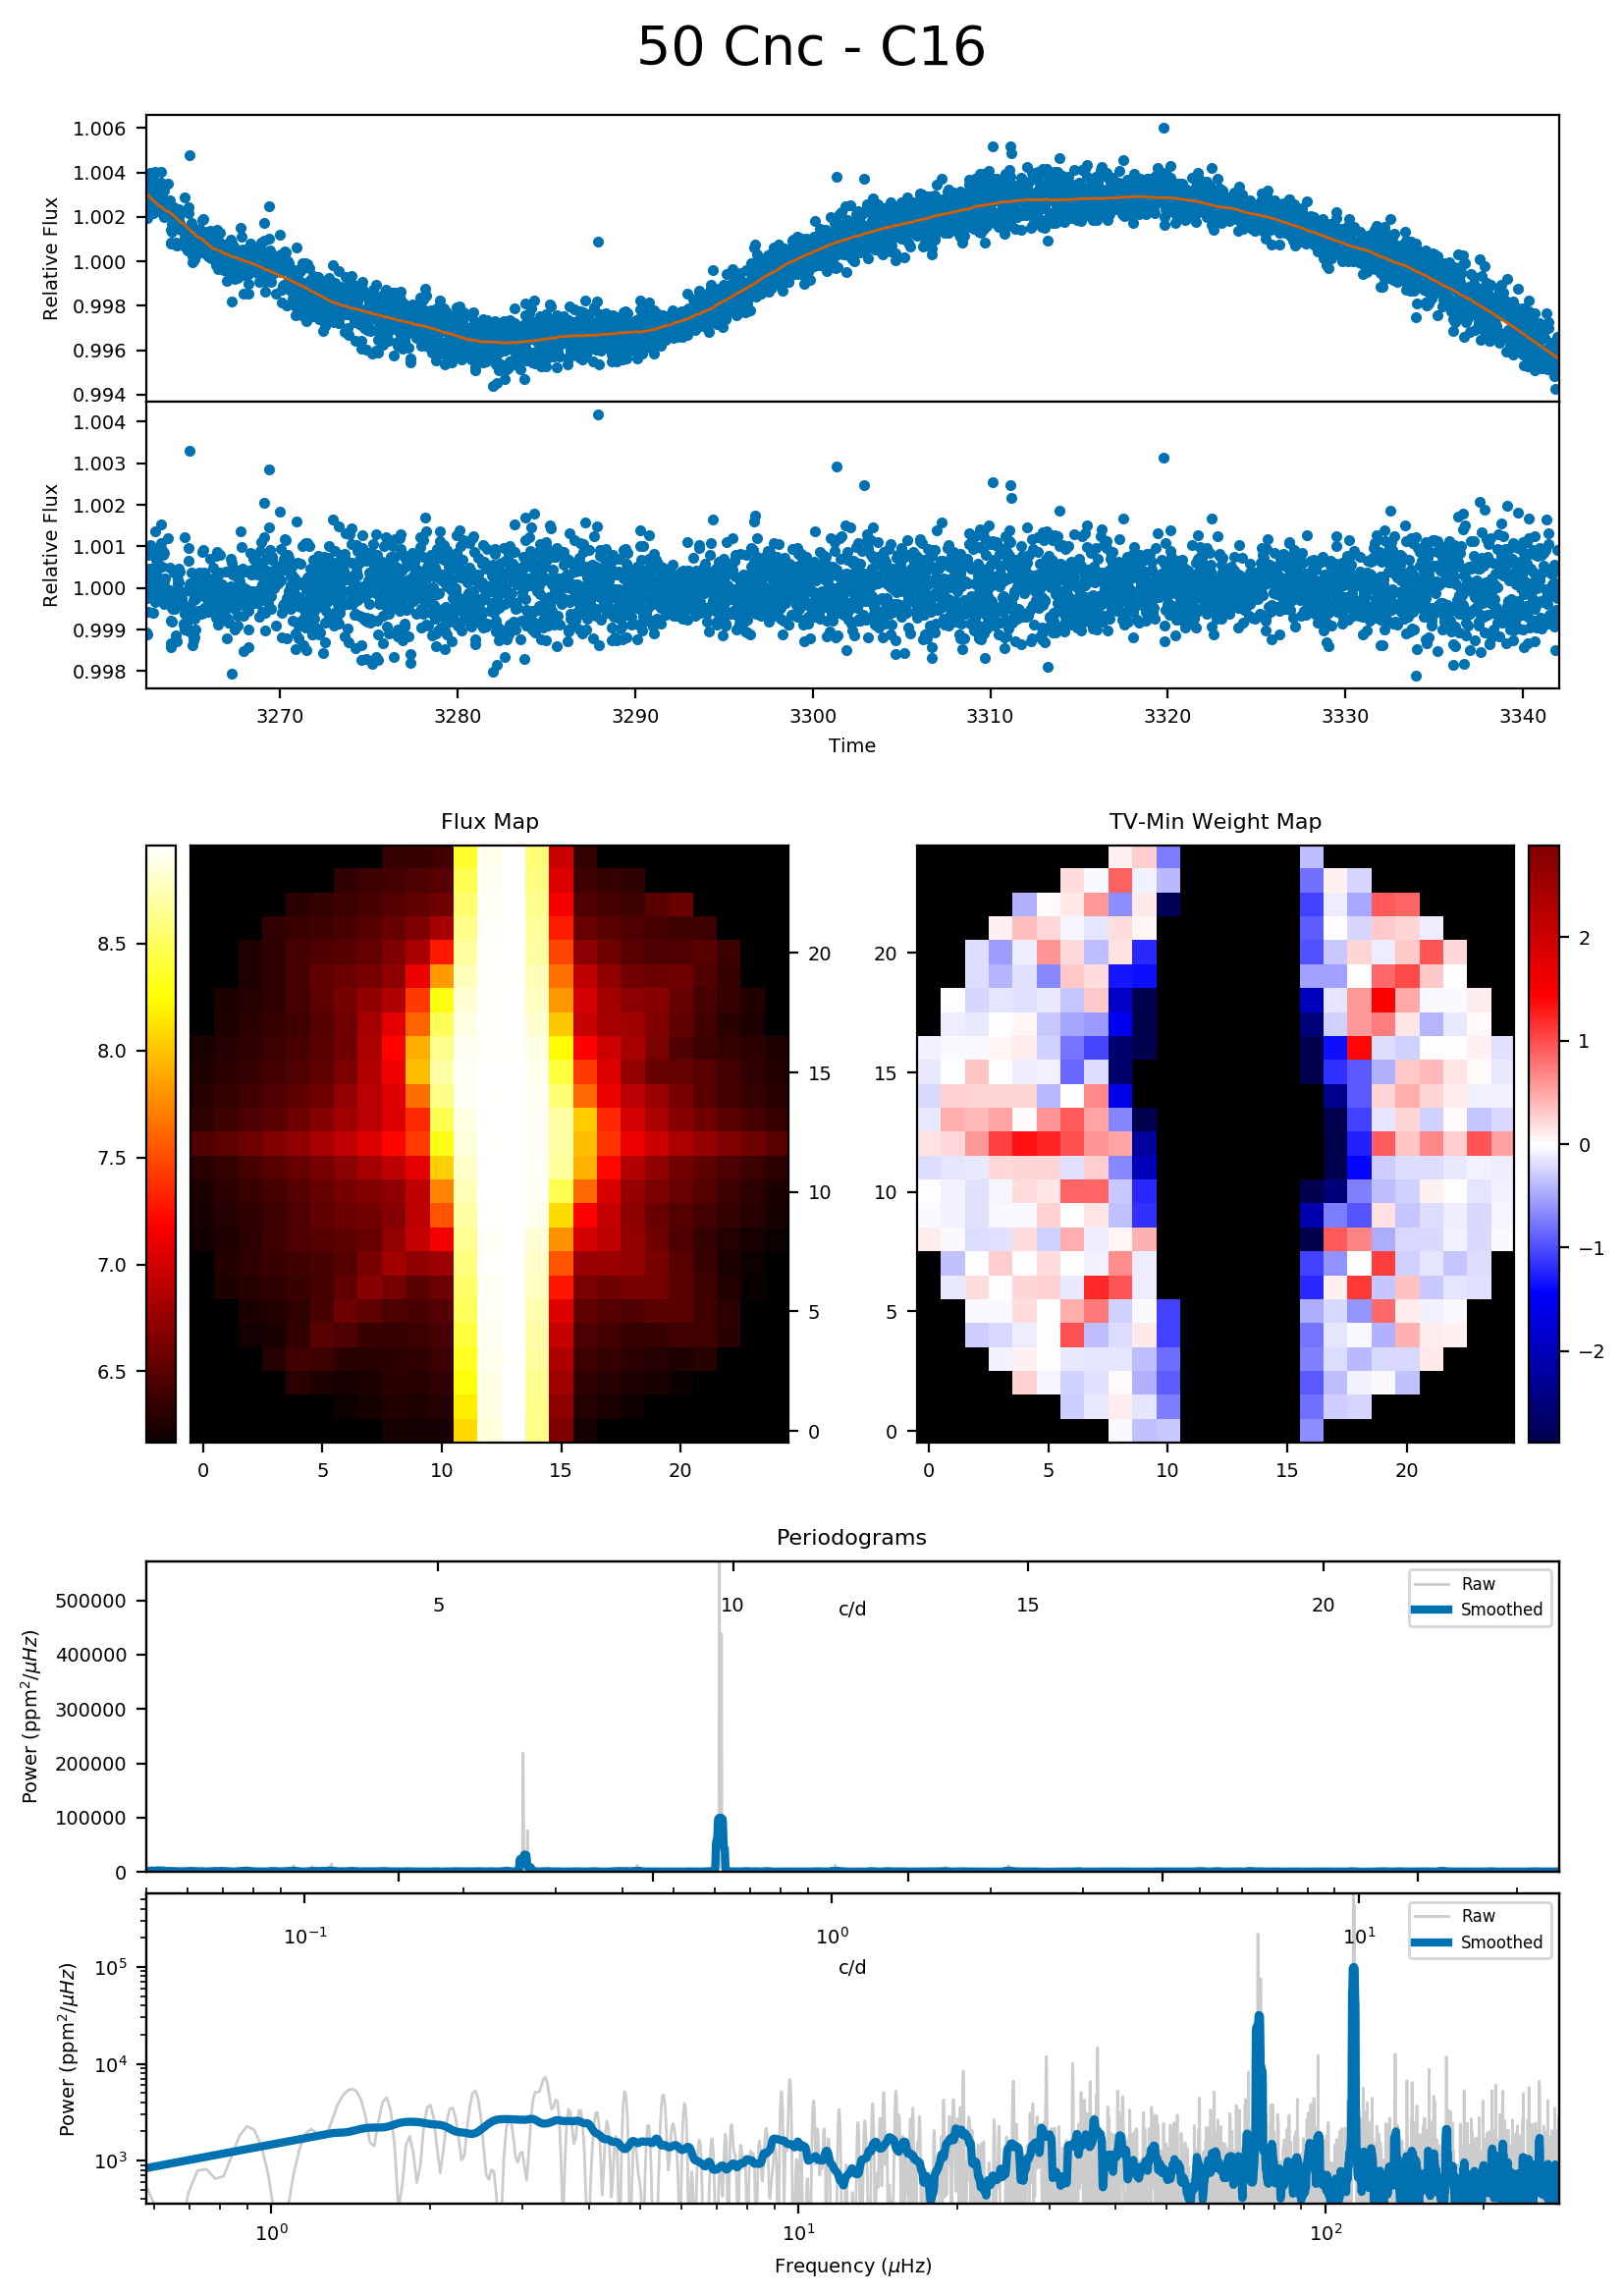 50 Cnc - C16
1.006
1.004
1.002
1.000
0.998
0.996
0.994
Relative Flux
1.004
1.003
1.002
1.001
1.000
0.999
0.998
Relative Flux
3270 3280 3290 3300 3310 3320 3330 3340
Time
Flux Map
8.5
8.0
7.5
7.0
6.5
20
15
10
5
0
0 5 10 15 20
TV-Min Weight Map
20
15
10
5
0
0 5 10 15 20
2
1
0
−1
−2
Periodograms
500000
400000
300000
200000
100000
0
Power (ppm²/μHz)
5 10 15 20
c/d
Raw
Smoothed
10⁻¹ 10⁰ 10¹
c/d
Raw
Smoothed
10⁵
10⁴
10³
Power (ppm²/μHz)
10⁰ 10¹ 10²
Frequency (μHz)